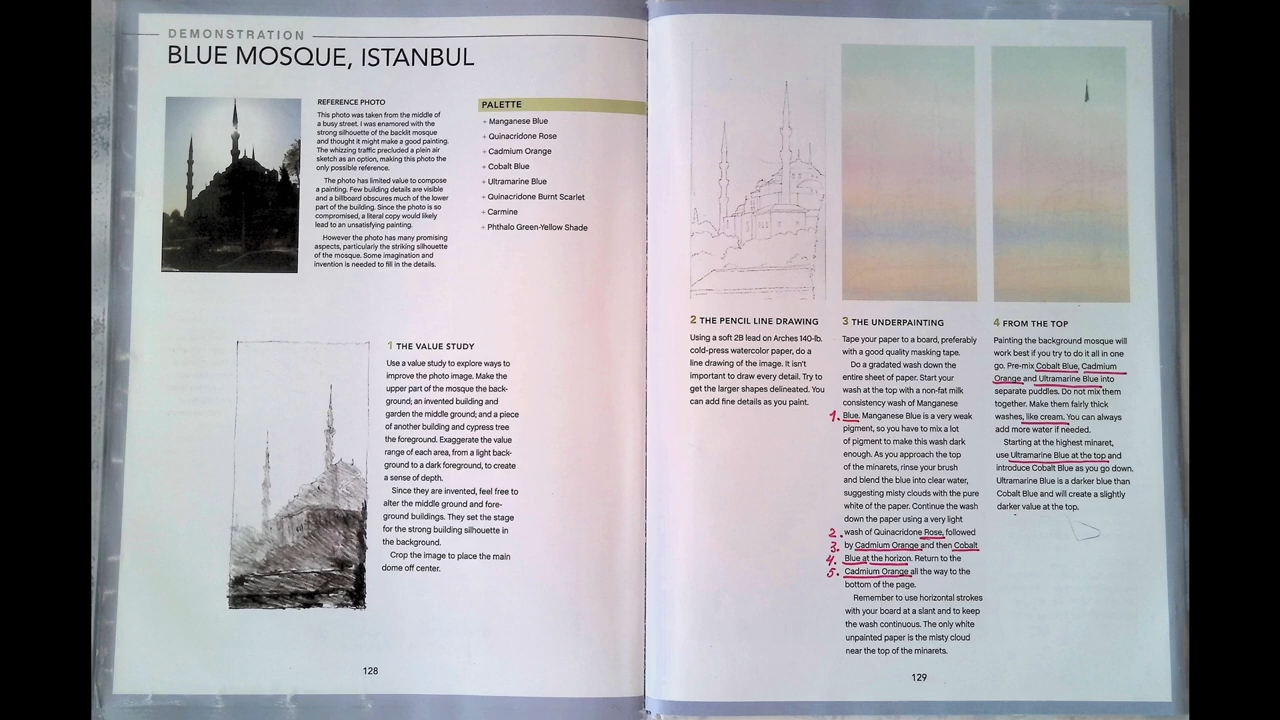 DEMONSTRATION
BLUE MOSQUE, ISTANBUL
REFERENCE PHOTO
This photo was taken from the middle of
a busy street. I was enamored with the
strong silhouette of the backlit mosque
and thought it might make a good painting.
The whizzing traffic precluded a plein air
sketch as an option, making this photo the
only possible reference.
The photo has limited value to compose
a painting. Few building details are visible
and a billboard obscures much of the lower
part of the building. Since the photo is so
compromised, a literal copy would likely
lead to an unsatisfying painting.
However the photo has many promising
aspects, particularly the striking silhouette
of the mosque. Some imagination and
invention is needed to fill in the details.
PALETTE
+ Manganese Blue
+ Quinacridone Rose
+ Cadmium Orange
+ Cobalt Blue
+ Ultramarine Blue
+ Quinacridone Burnt Scarlet
+ Carmine
+ Phthalo Green-Yellow Shade
1 THE VALUE STUDY
Use a value study to explore ways to
improve the photo image. Make the
upper part of the mosque the back-
ground; an invented building and
garden the middle ground; and a piece
of another building and cypress tree
the foreground. Exaggerate the value
range of each area, from a light back-
ground to a dark foreground, to create
a sense of depth.
Since they are invented, feel free to
alter the middle ground and fore-
ground buildings. They set the stage
for the strong building silhouette in
the background.
Crop the image to place the main
dome off center.
128
2 THE PENCIL LINE DRAWING
Using a soft 2B lead on Arches 140-lb.
cold-press watercolor paper, do a
line drawing of the image. It isn't
important to draw every detail. Try to
get the larger shapes delineated. You
can add fine details as you paint.
3 THE UNDERPAINTING
Tape your paper to a board, preferably
with a good quality masking tape.
Do a gradated wash down the
entire sheet of paper. Start your
wash at the top with a non-fat milk
consistency wash of Manganese
1. Blue. Manganese Blue is a very weak
pigment, so you have to mix a lot
of pigment to make this wash dark
enough. As you approach the top
of the minarets, rinse your brush
and blend the blue into clear water,
suggesting misty clouds with the pure
white of the paper. Continue the wash
down the paper using a very light
2. wash of Quinacridone Rose, followed
3. by Cadmium Orange and then Cobalt
4. Blue at the horizon. Return to the
5. Cadmium Orange all the way to the
bottom of the page.
Remember to use horizontal strokes
with your board at a slant and to keep
the wash continuous. The only white
unpainted paper is the misty cloud
near the top of the minarets.
4 FROM THE TOP
Painting the background mosque will
work best if you try to do it all in one
go. Pre-mix Cobalt Blue, Cadmium
Orange and Ultramarine Blue into
separate puddles. Do not mix them
together. Make them fairly thick
washes, like cream. You can always
add more water if needed.
Starting at the highest minaret,
use Ultramarine Blue at the top and
introduce Cobalt Blue as you go down.
Ultramarine Blue is a darker blue than
Cobalt Blue and will create a slightly
darker value at the top.
129